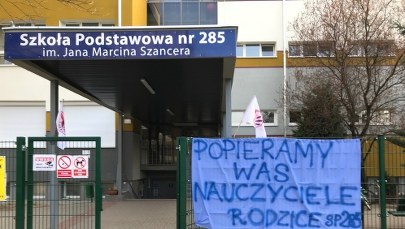 Szkoła Podstawowa nr 285
im. Jana Marcina Szancera
POPIERAMY
WAS
NAUCZYCIELE
RODZICE SP285